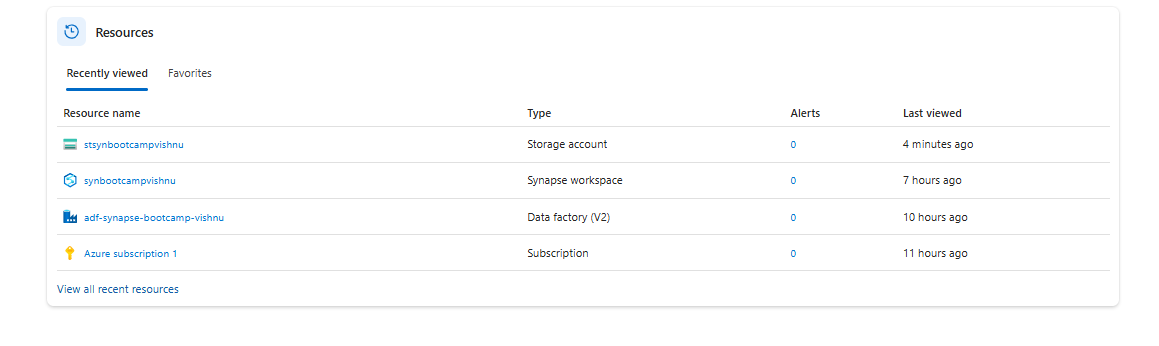 Resources
Recently viewed Favorites
Resource name Type Alerts Last viewed
stsynbootcampvishnu Storage account 0 4 minutes ago
synbootcampvishnu Synapse workspace 0 7 hours ago
adf-synapse-bootcamp-vishnu Data factory (V2) 0 10 hours ago
Azure subscription 1 Subscription 0 11 hours ago
View all recent resources